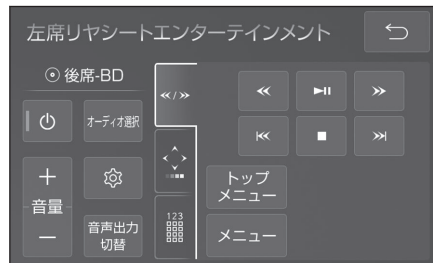 左席リヤシートエンターテインメント
後席-BD
オーディオ選択
音量
音声出力
切替
123
トップ
メニュー
メニュー